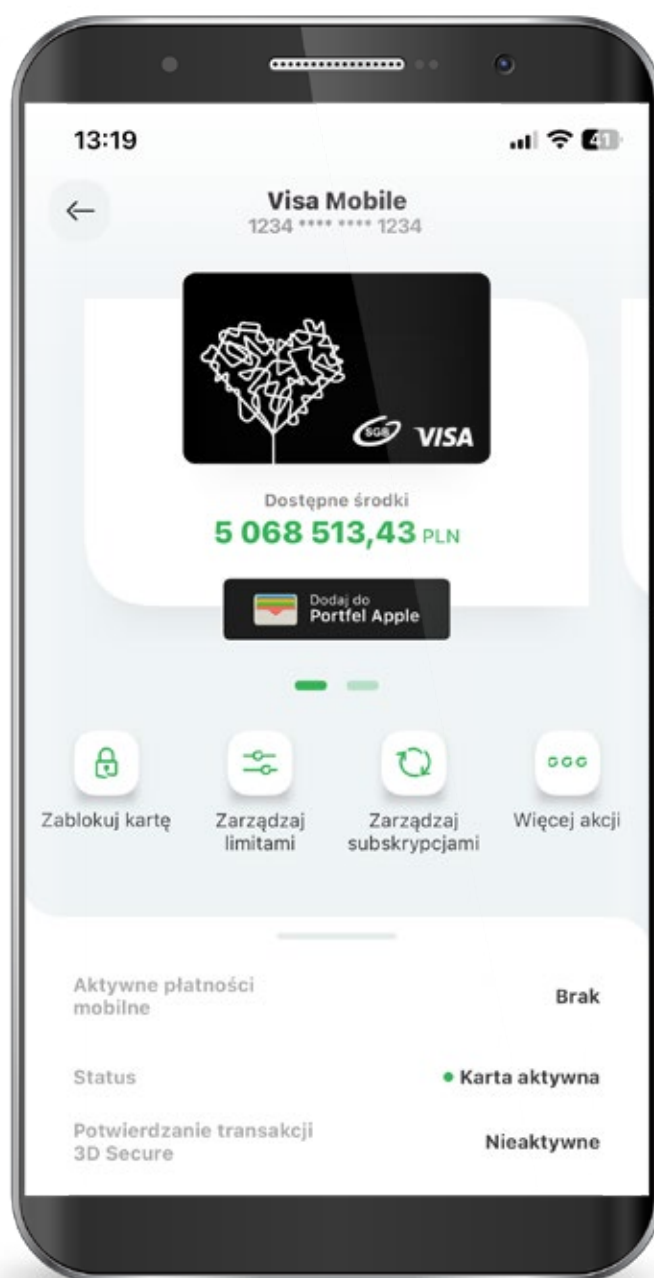 13:19
41
Visa Mobile
1234 **** **** 1234
SGB VISA
Dostępne środki
5 068 513,43 PLN
Dodaj do
Portfel Apple
Zablokuj kartę
Zarządzaj
limitami
Zarządzaj
subskrypcjami
Więcej akcji
Aktywne płatności
mobilne
Brak
Status
Karta aktywna
Potwierdzanie transakcji
3D Secure
Nieaktywne